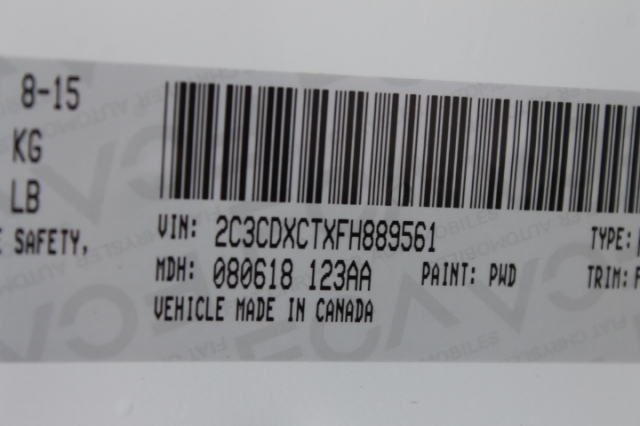 8-15
KG
LB
E SAFETY,
VIN: 2C3CDXCTXFH889561
TYPE:
MDH: 080618 123AA PAINT: PWD TRIM:
VEHICLE MADE IN CANADA